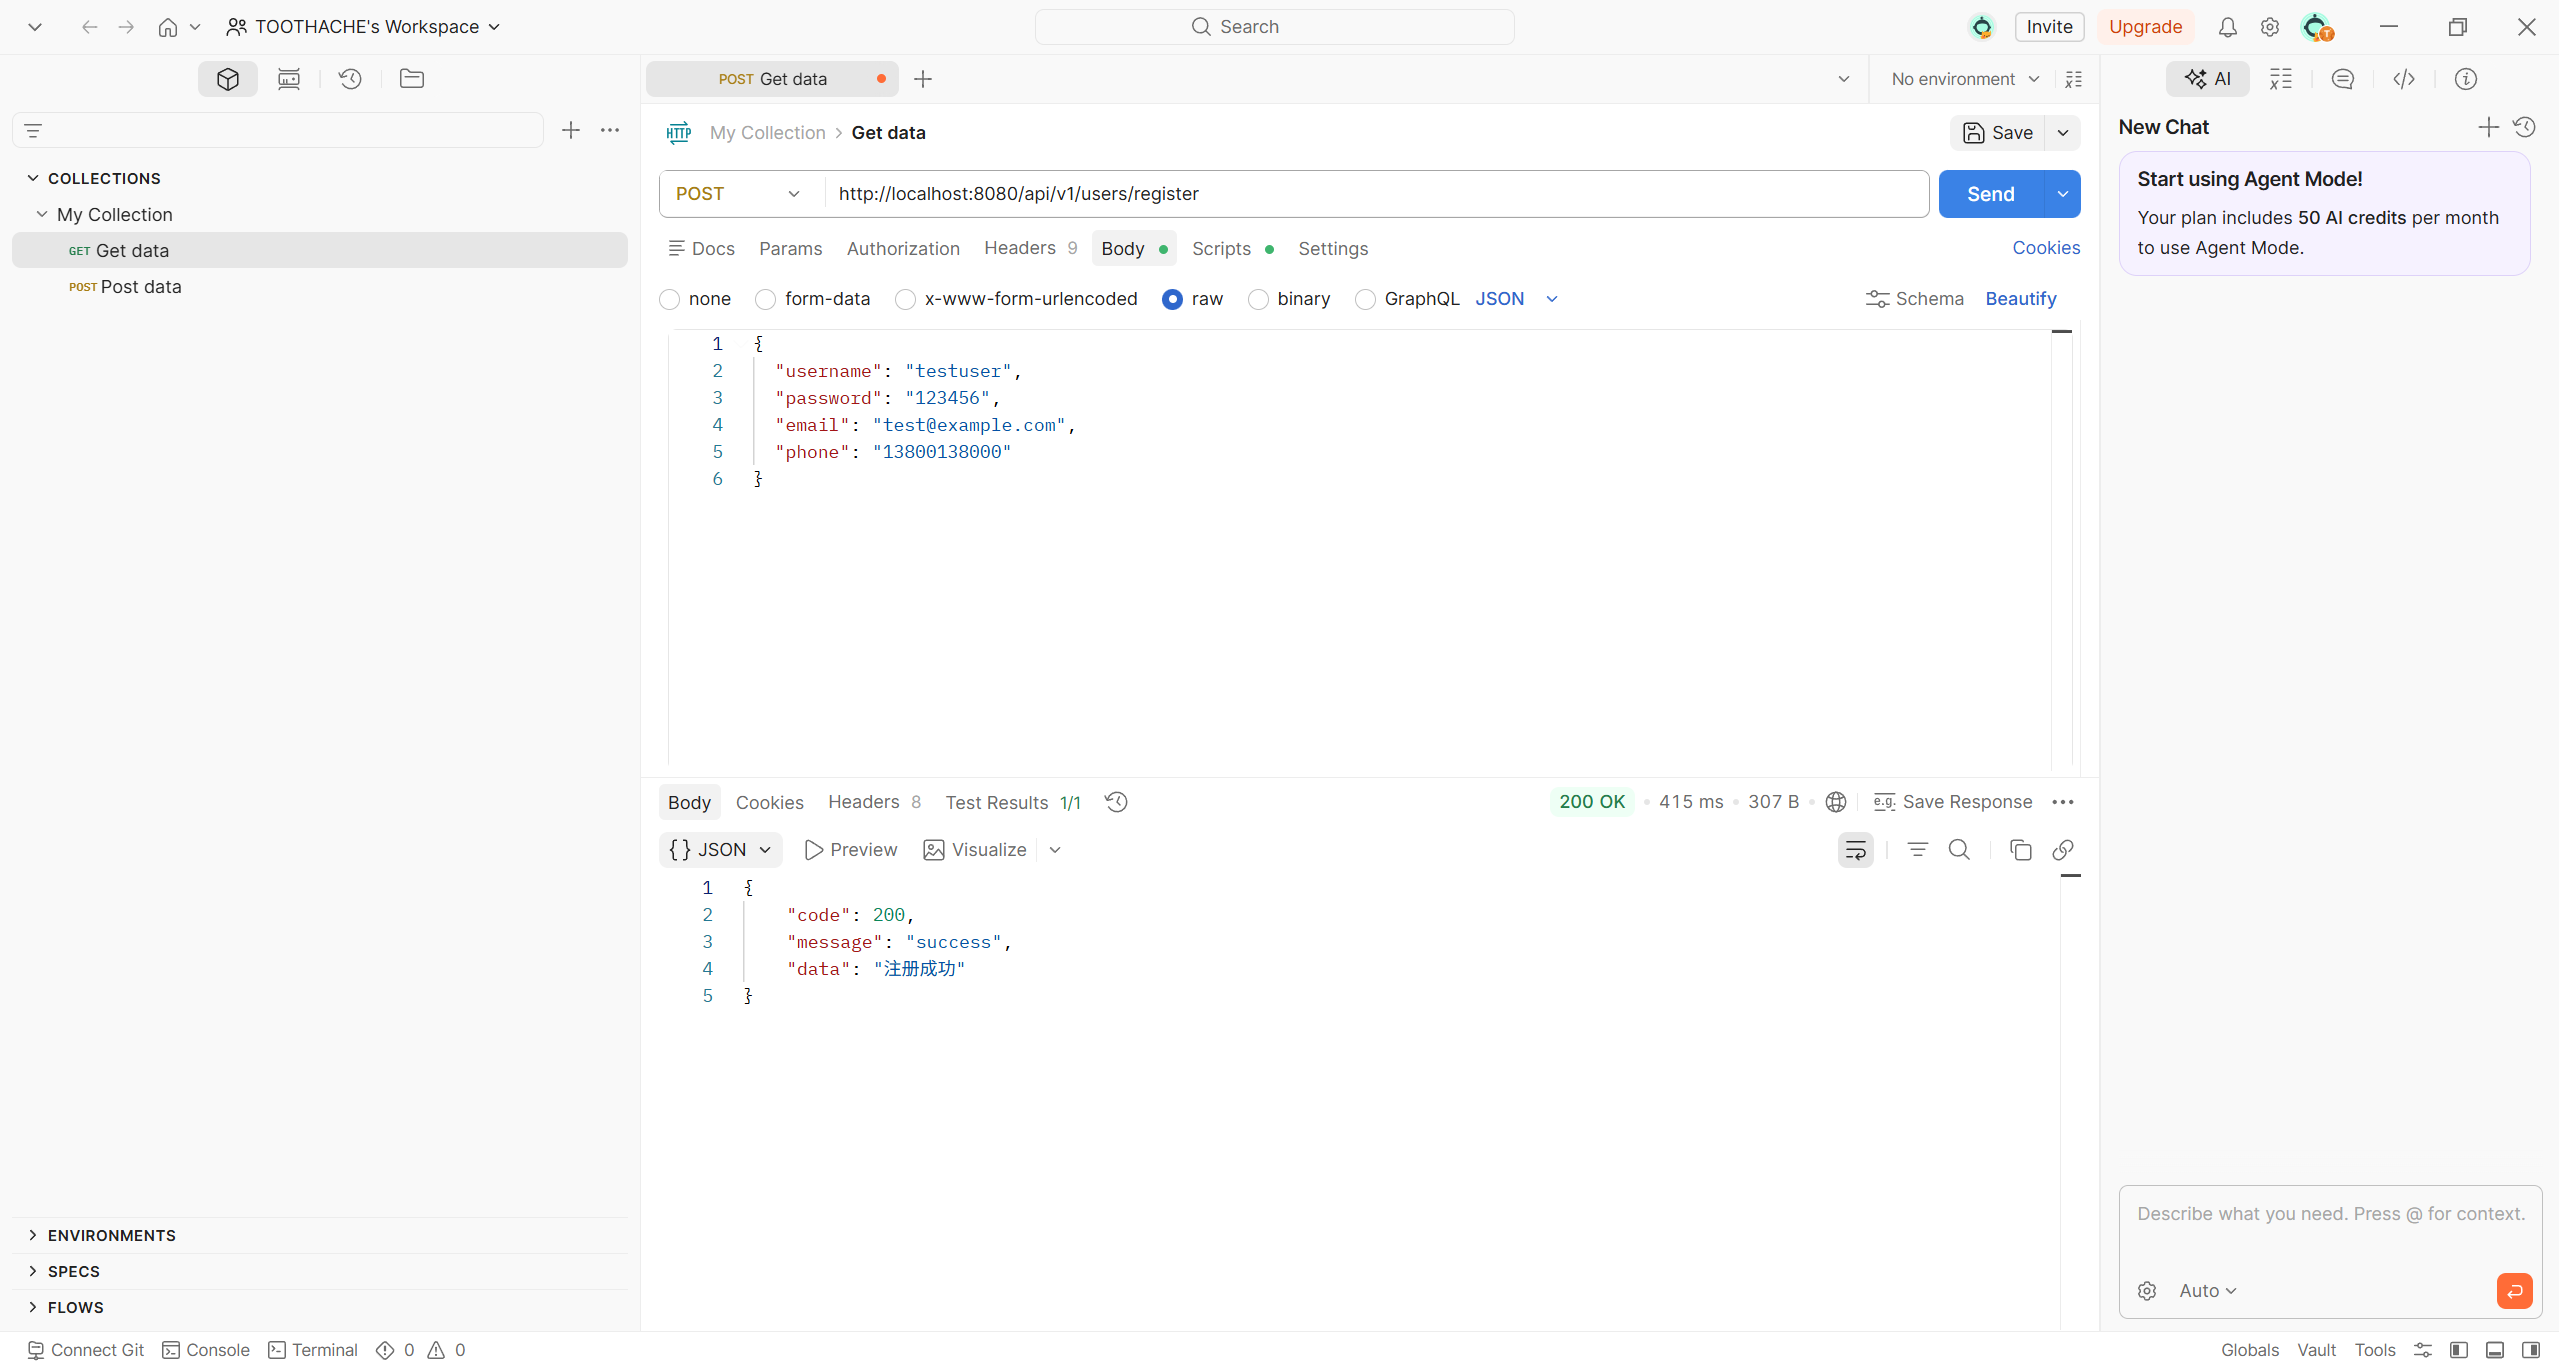 TOOTHACHE's Workspace
Search
Invite
Upgrade
POST Get data
No environment
AI
My Collection > Get data
Save
New Chat
Start using Agent Mode!
Your plan includes 50 AI credits per month
to use Agent Mode.
COLLECTIONS
My Collection
GET Get data
POST Post data
POST
http://localhost:8080/api/v1/users/register
Send
Docs Params Authorization Headers 9 Body Scripts Settings
Cookies
none form-data x-www-form-urlencoded raw binary GraphQL JSON
Schema Beautify
1 {
2 "username": "testuser",
3 "password": "123456",
4 "email": "test@example.com",
5 "phone": "13800138000"
6 }
Body Cookies Headers 8 Test Results 1/1
200 OK • 415 ms • 307 B • e.g. Save Response
{} JSON Preview Visualize
1 {
2 "code": 200,
3 "message": "success",
4 "data": "注册成功"
5 }
ENVIRONMENTS
SPECS
FLOWS
Describe what you need. Press @ for context.
Auto
Connect Git Console Terminal 0 0
Globals Vault Tools